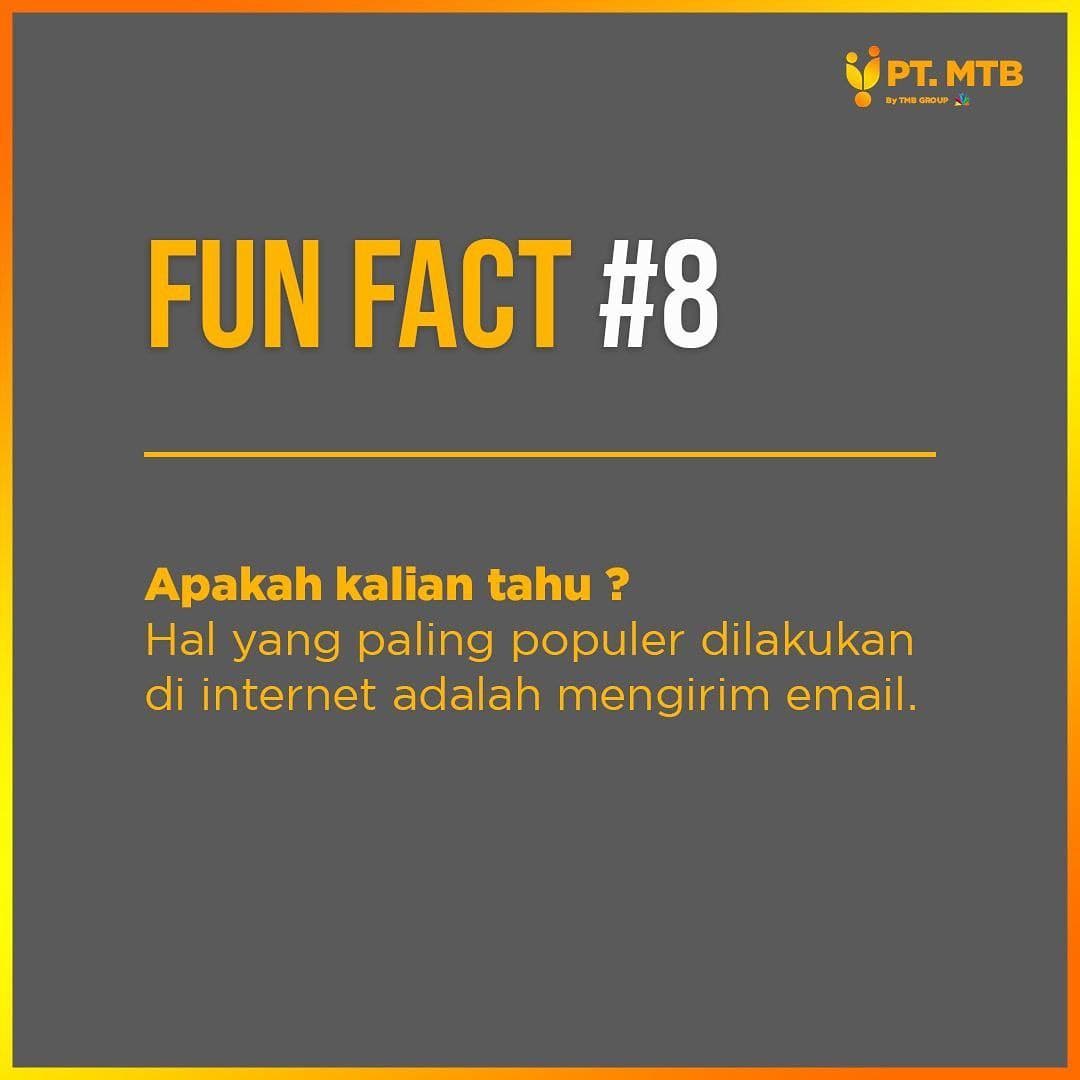 PT. MTB
By TMB GROUP
FUN FACT #8
Apakah kalian tahu ?
Hal yang paling populer dilakukan
di internet adalah mengirim email.